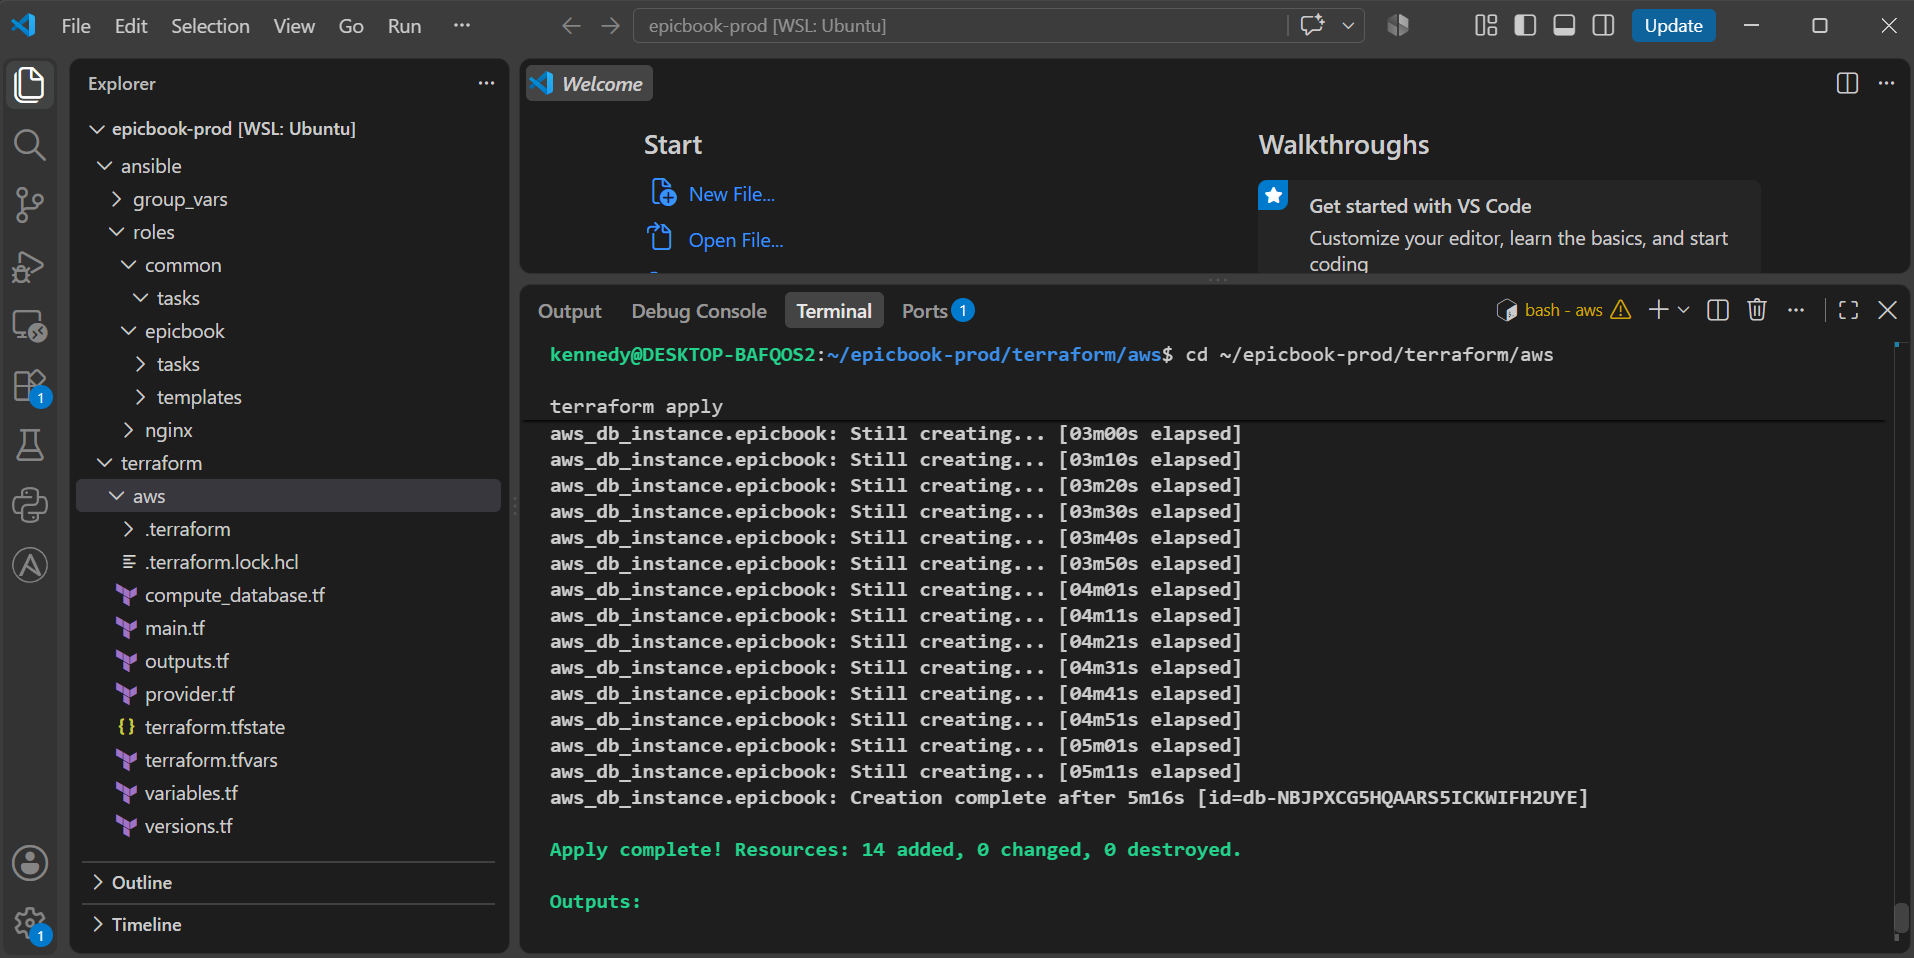 File Edit Selection View Go Run ···
epicbook-prod [WSL: Ubuntu]
Update
Explorer
epicbook-prod [WSL: Ubuntu]
ansible
group_vars
roles
common
tasks
epicbook
tasks
templates
nginx
terraform
aws
.terraform
.terraform.lock.hcl
compute_database.tf
main.tf
outputs.tf
provider.tf
{} terraform.tfstate
terraform.tfvars
variables.tf
versions.tf
Outline
Timeline
1
1
Welcome
Start
New File...
Open File...
Walkthroughs
Get started with VS Code
Customize your editor, learn the basics, and start
coding
Output Debug Console Terminal Ports 1
bash - aws
kennedy@DESKTOP-BAFQOS2:~/epicbook-prod/terraform/aws$ cd ~/epicbook-prod/terraform/aws
terraform apply
aws_db_instance.epicbook: Still creating... [03m00s elapsed]
aws_db_instance.epicbook: Still creating... [03m10s elapsed]
aws_db_instance.epicbook: Still creating... [03m20s elapsed]
aws_db_instance.epicbook: Still creating... [03m30s elapsed]
aws_db_instance.epicbook: Still creating... [03m40s elapsed]
aws_db_instance.epicbook: Still creating... [03m50s elapsed]
aws_db_instance.epicbook: Still creating... [04m01s elapsed]
aws_db_instance.epicbook: Still creating... [04m11s elapsed]
aws_db_instance.epicbook: Still creating... [04m21s elapsed]
aws_db_instance.epicbook: Still creating... [04m31s elapsed]
aws_db_instance.epicbook: Still creating... [04m41s elapsed]
aws_db_instance.epicbook: Still creating... [04m51s elapsed]
aws_db_instance.epicbook: Still creating... [05m01s elapsed]
aws_db_instance.epicbook: Still creating... [05m11s elapsed]
aws_db_instance.epicbook: Creation complete after 5m16s [id=db-NBJPXCG5HQAARS5ICKWIFH2UYE]
Apply complete! Resources: 14 added, 0 changed, 0 destroyed.
Outputs: